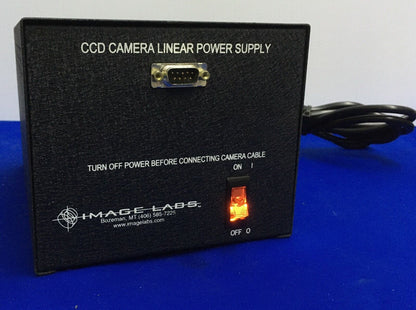 CCD CAMERA LINEAR POWER SUPPLY
TURN OFF POWER BEFORE CONNECTING CAMERA CABLE
ON I
IMAGE LABS
Bozeman, MT (406) 585-7225
www.imagelabs.com
OFF O